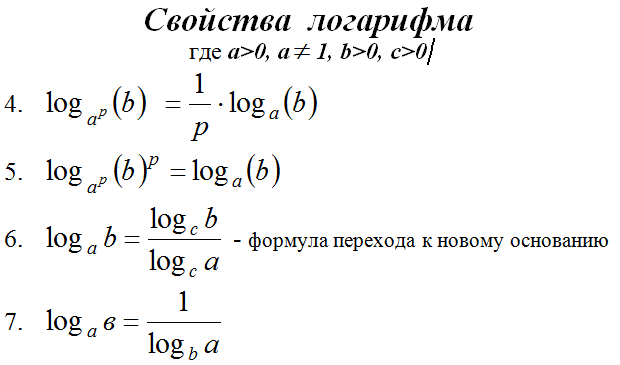 Свойства логарифма
где a>0, a≠ 1, b>0, c>0/
4. log_{a^p}(b) = \frac{1}{p} · log_a(b)
5. log_{a^p}(b)^p = log_a(b)
6. log_a b = \frac{log_c b}{log_c a} - формула перехода к новому основанию
7. log_a в = \frac{1}{log_b a}